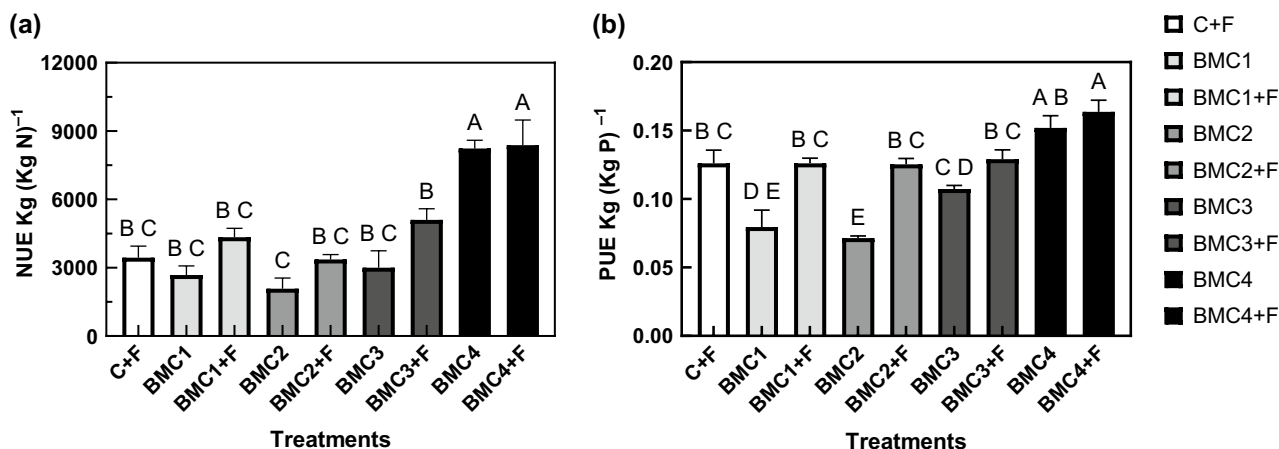 (a)
NUE Kg (Kg N)⁻¹
12000
9000
6000
3000
0
B C
B C
B C
C
B C
B C
B
A
A
C+F
BMC1
BMC1+F
BMC2
BMC2+F
BMC3
BMC3+F
BMC4
BMC4+F
Treatments
(b)
PUE Kg (Kg P) ⁻¹
0.20
0.15
0.10
0.05
0.00
B C
D E
B C
E
B C
C D
B C
A B
A
C+F
BMC1
BMC1+F
BMC2
BMC2+F
BMC3
BMC3+F
BMC4
BMC4+F
Treatments
C+F
BMC1
BMC1+F
BMC2
BMC2+F
BMC3
BMC3+F
BMC4
BMC4+F